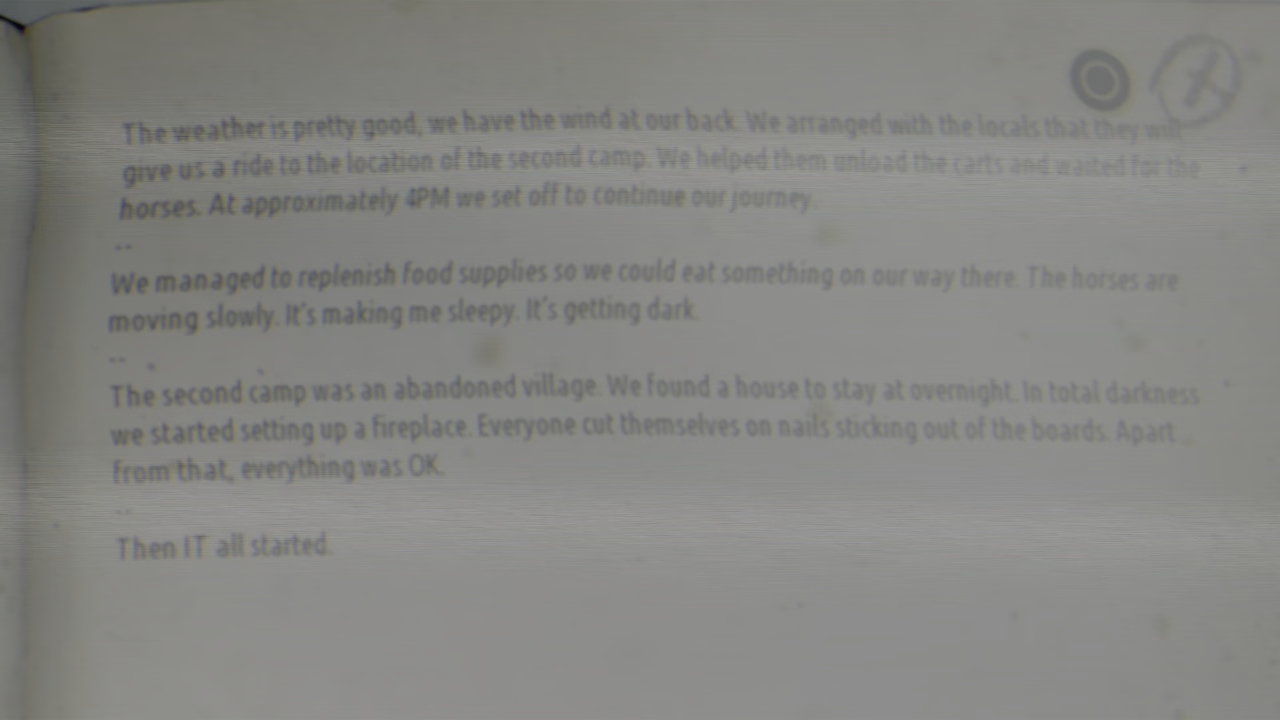 The weather is pretty good, we have the wind at our back. We arranged with the locals that they will
give us a ride to the location of the second camp. We helped them unload the carts and waited for the
horses. At approximately 4PM we set off to continue our journey.
--
We managed to replenish food supplies so we could eat something on our way there. The horses are
moving slowly. It's making me sleepy. It's getting dark.
--
The second camp was an abandoned village. We found a house to stay at overnight. In total darkness
we started setting up a fireplace. Everyone cut themselves on nails sticking out of the boards. Apart
from that, everything was OK.
--
Then IT all started.